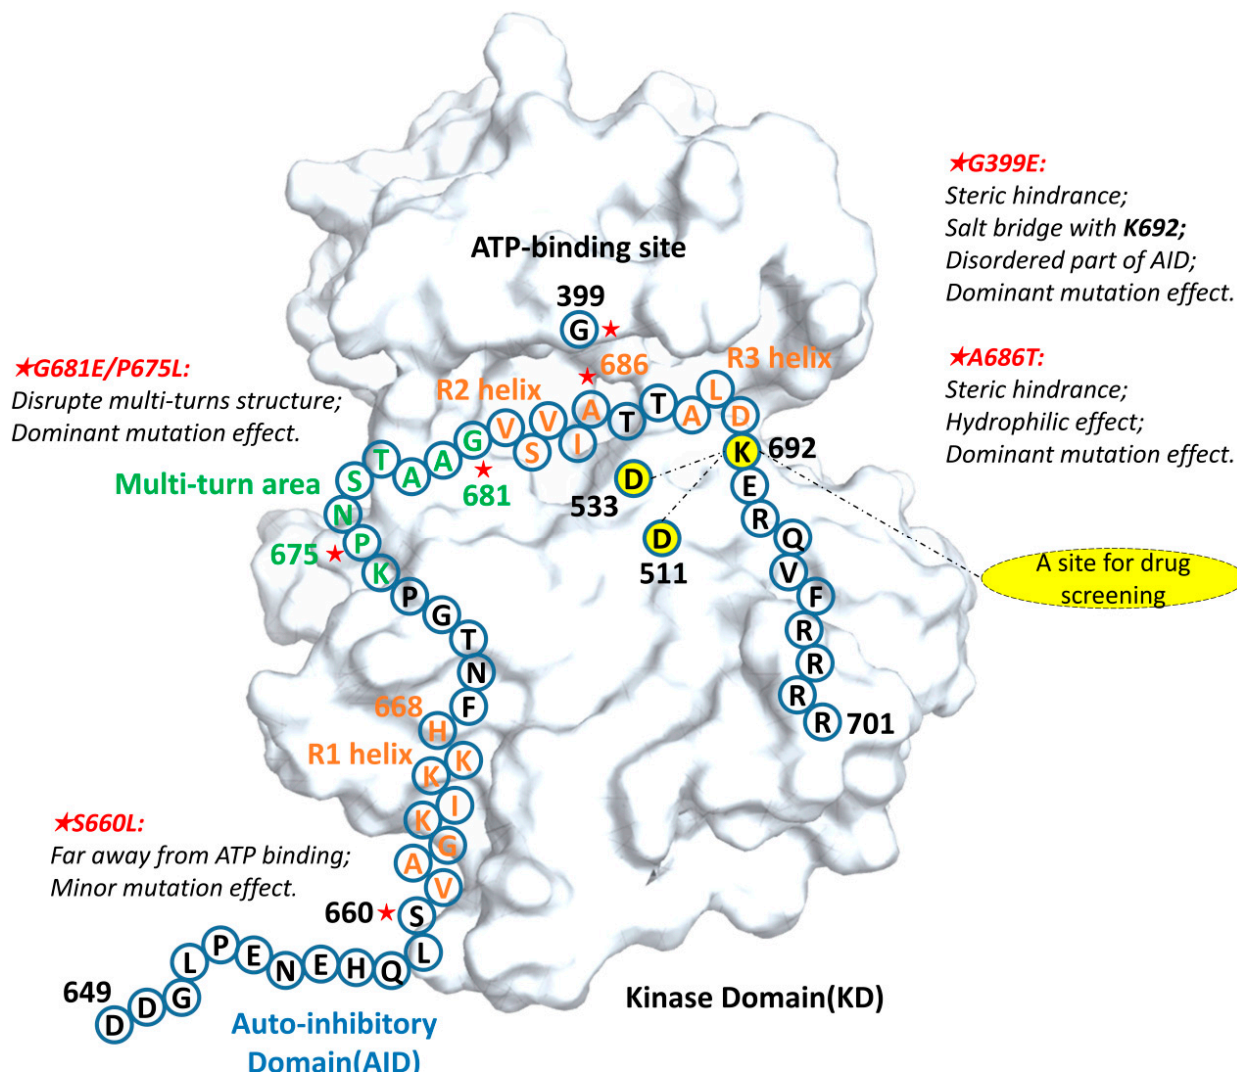 ★G399E:
Steric hindrance;
Salt bridge with K692;
Disordered part of AID;
Dominant mutation effect.
ATP-binding site
399
G ★
★G681E/P675L:
Disrupte multi-turns structure;
Dominant mutation effect.
★A686T:
Steric hindrance;
Hydrophilic effect;
Dominant mutation effect.
R2 helix
★ 686
R3 helix
Multi-turn area
K P N S T A A G V S V I A T T A L D K E R Q V F R R R R
675 ★
★
681
692
D
533
D
511
A site for drug
screening
701
P G T N F
668
R1 helix
H K K I K G A V
★S660L:
Far away from ATP binding;
Minor mutation effect.
660 ★
649
D D G L P E N E H Q L S
Auto-inhibitory
Domain(AID)
Kinase Domain(KD)